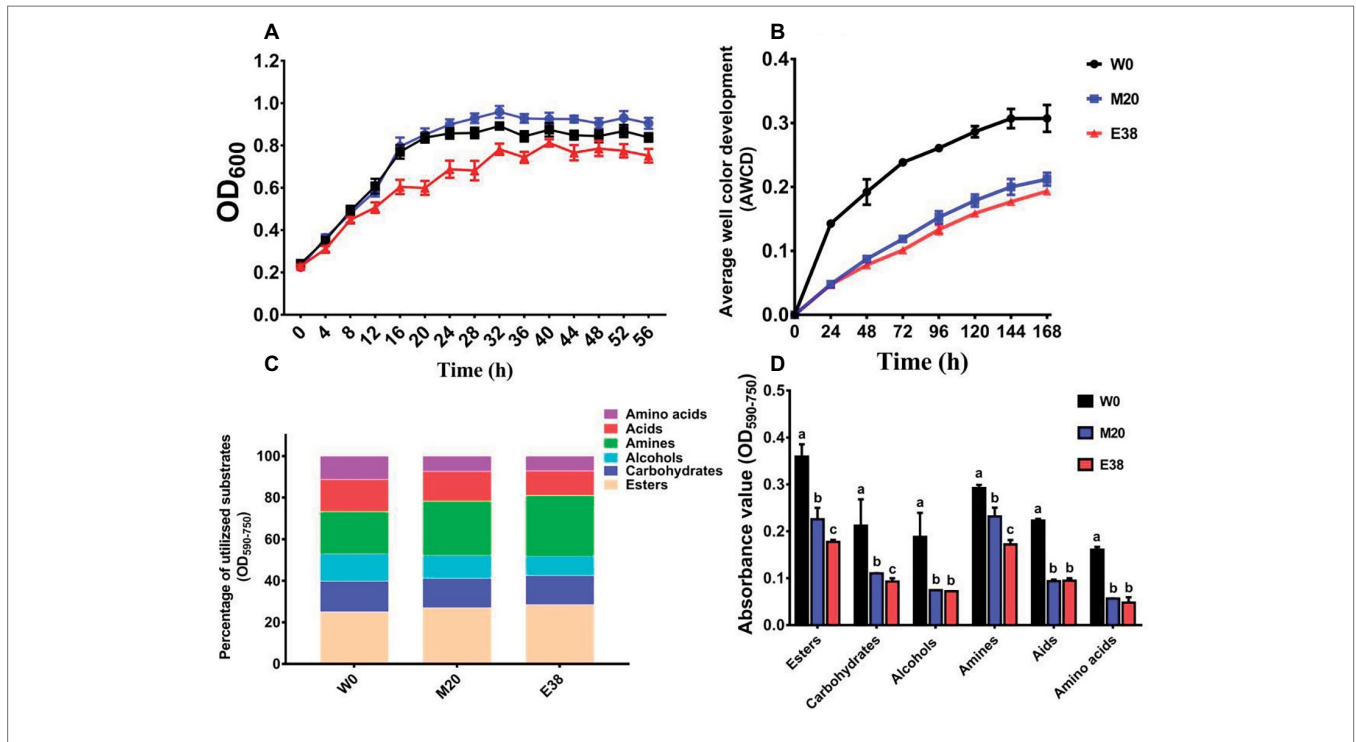 A
OD600
1.2
1.0
0.8
0.6
0.4
0.2
0.0
0 4 8 12 16 20 24 28 32 36 40 44 48 52 56
Time (h)
B
Average well color development
(AWCD)
0.4
0.3
0.2
0.1
0.0
0 24 48 72 96 120 144 168
Time (h)
W0
M20
E38
C
Percentage of utilizsed substrates
(OD590-750)
100
80
60
40
20
0
W0 M20 E38
Amino acids
Acids
Amines
Alcohols
Carbohydrates
Esters
D
Absorbance value (OD590-750)
0.5
0.4
0.3
0.2
0.1
0.0
a b c a b c a b b a b c a b b a b b
Esters Carbohydrates Alcohols Amines Aids Amino acids
W0
M20
E38